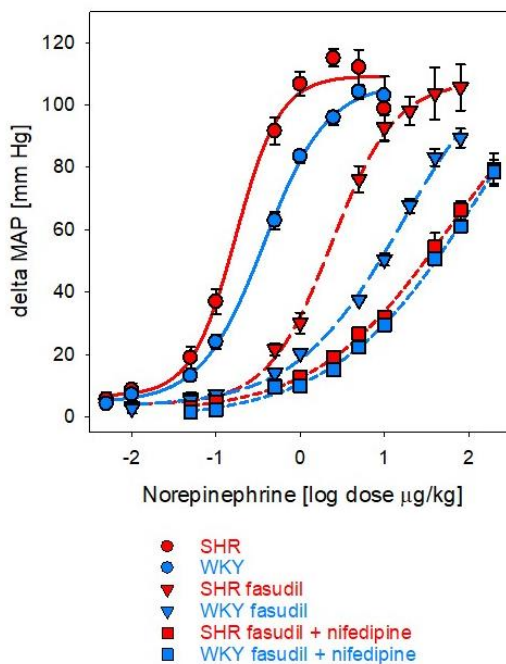 120
100
80
60
40
20
0
delta MAP [mm Hg]
-2 -1 0 1 2
Norepinephrine [log dose μg/kg]
SHR
WKY
SHR fasudil
WKY fasudil
SHR fasudil + nifedipine
WKY fasudil + nifedipine